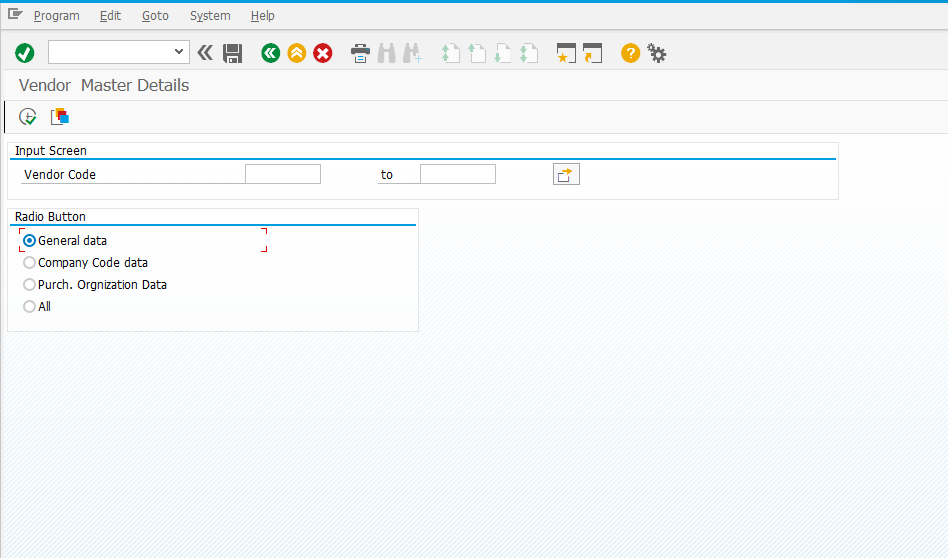 Program Edit Goto System Help
Vendor Master Details
Input Screen
Vendor Code to
Radio Button
General data
Company Code data
Purch. Orgnization Data
All